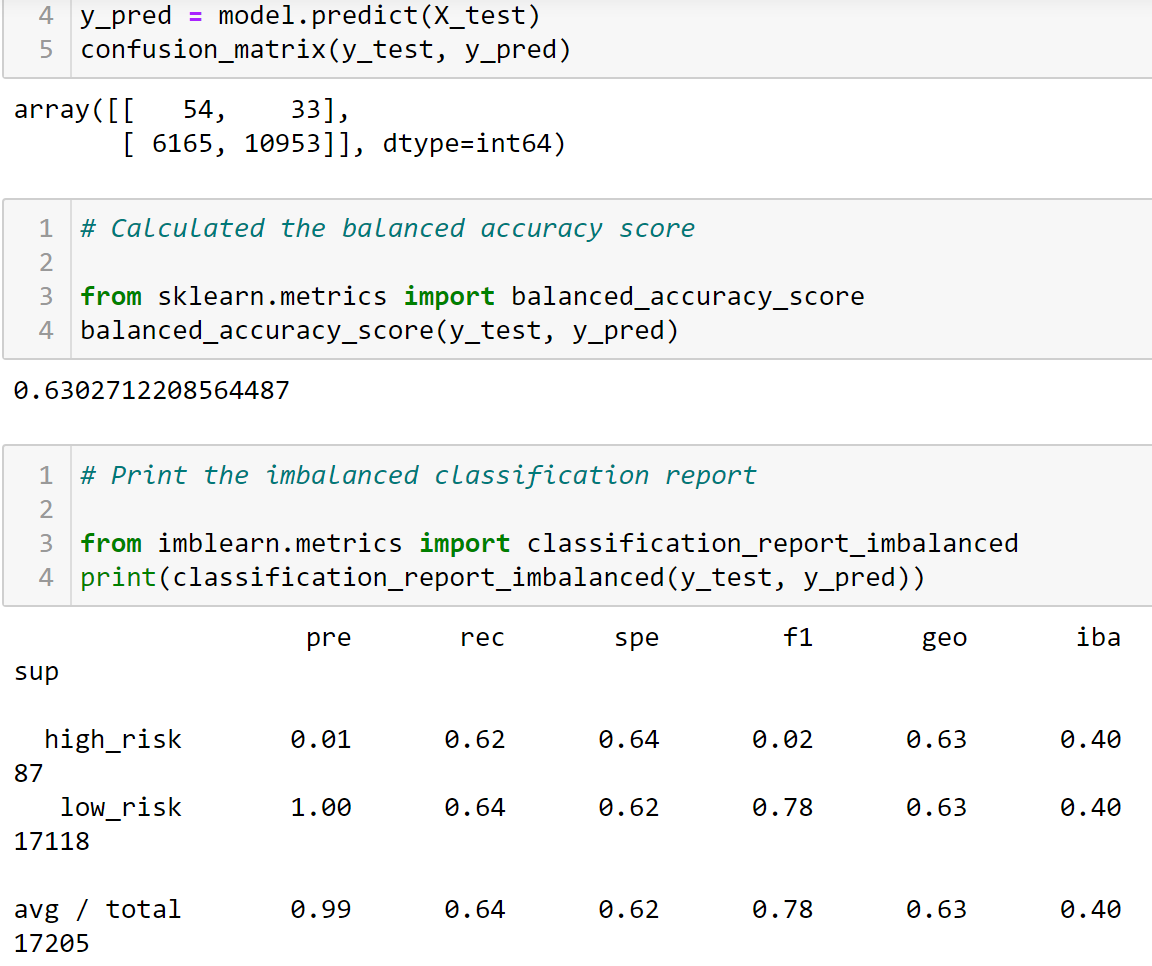 4 y_pred = model.predict(X_test)
5 confusion_matrix(y_test, y_pred)
array([[   54,    33],
       [ 6165, 10953]], dtype=int64)
1 # Calculated the balanced accuracy score
2
3 from sklearn.metrics import balanced_accuracy_score
4 balanced_accuracy_score(y_test, y_pred)
0.6302712208564487
1 # Print the imbalanced classification report
2
3 from imblearn.metrics import classification_report_imbalanced
4 print(classification_report_imbalanced(y_test, y_pred))
                   pre       rec       spe        f1       geo       iba
sup
  high_risk       0.01      0.62      0.64      0.02      0.63      0.40
87
   low_risk       1.00      0.64      0.62      0.78      0.63      0.40
17118
avg / total       0.99      0.64      0.62      0.78      0.63      0.40
17205